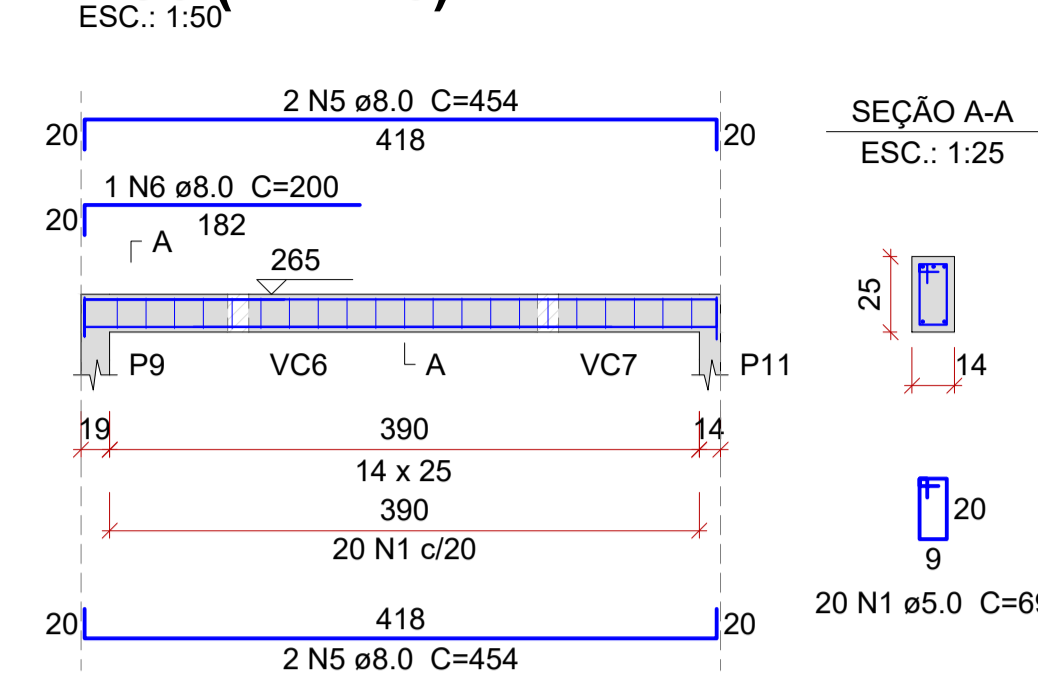 ESC.: 1:50
2 N5 ø8.0 C=454
20 418 20
1 N6 ø8.0 C=200
20 182
A
265
P9 VC6 A VC7 P11
19 390 14
14 x 25
390
20 N1 c/20
20 418 20
2 N5 ø8.0 C=454
SEÇÃO A-A
ESC.: 1:25
25
14
20
9
20 N1 ø5.0